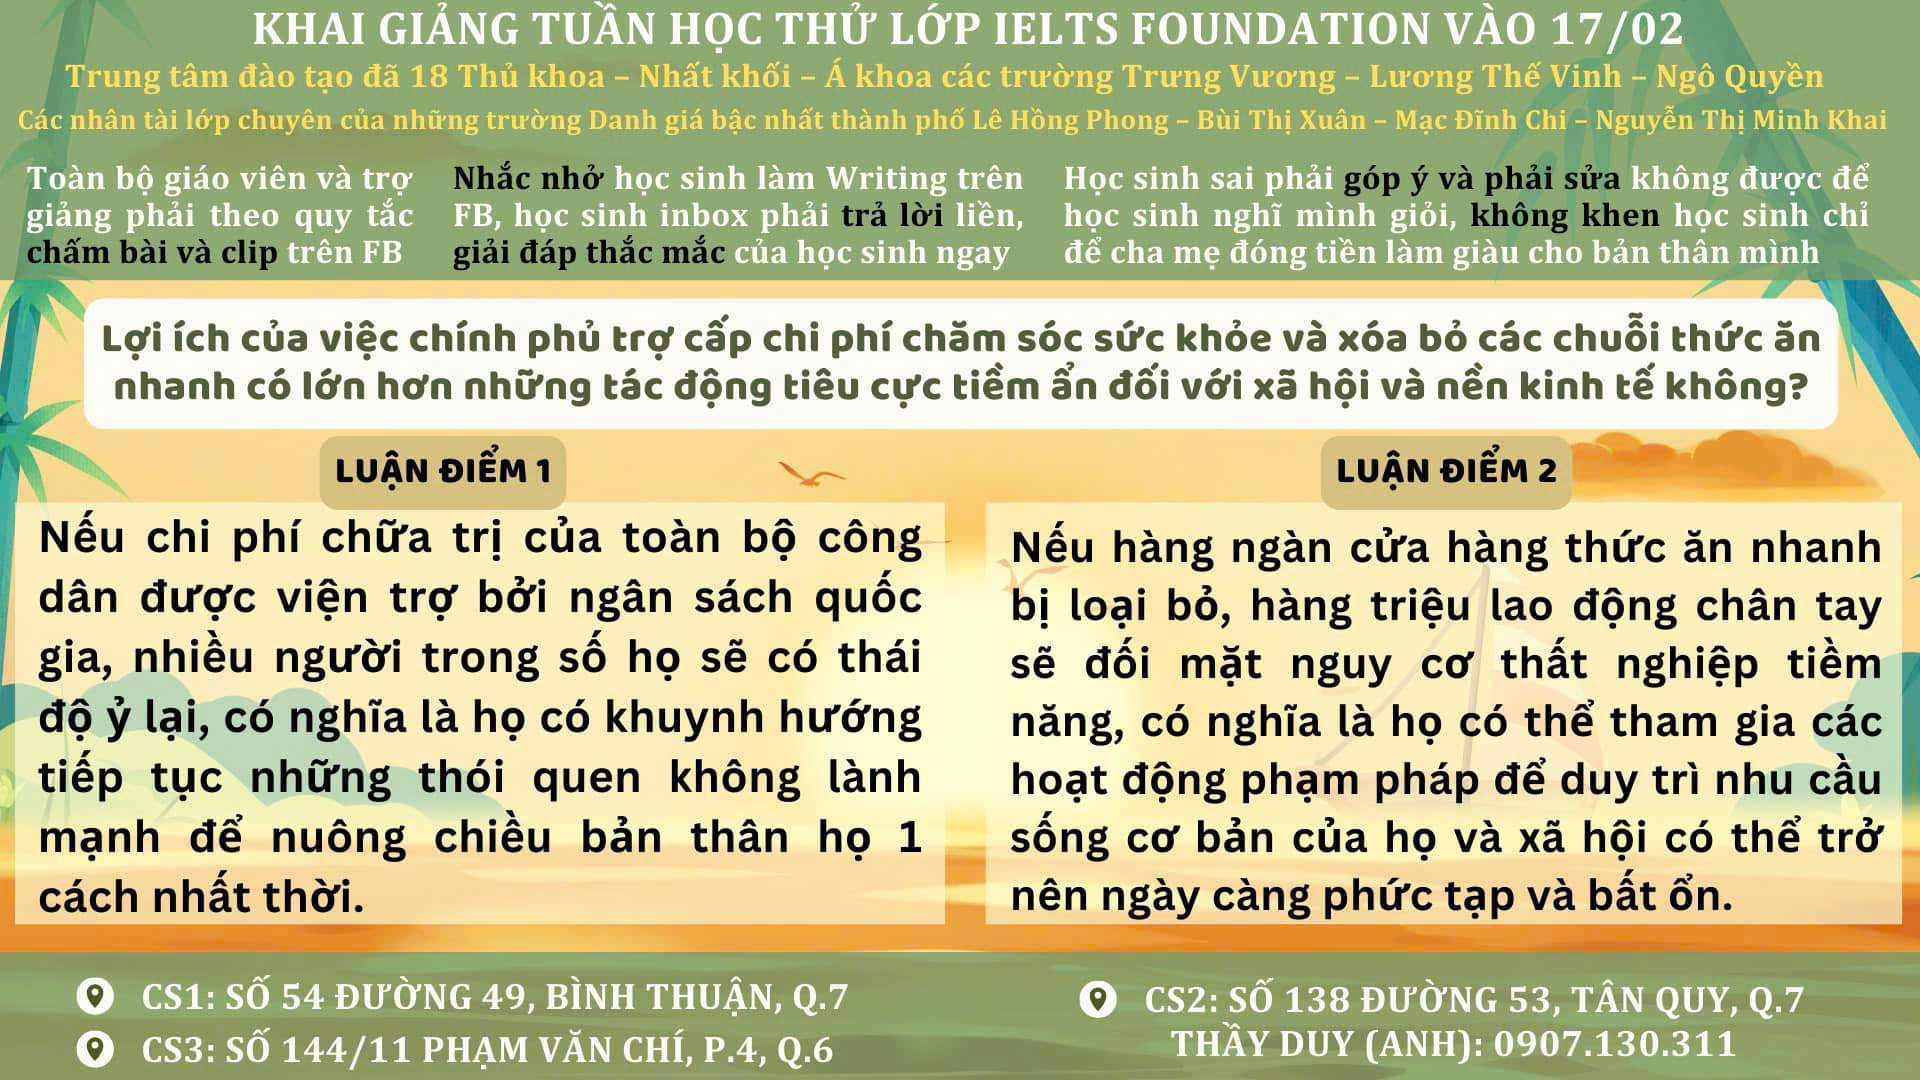 KHAI GIẢNG TUẦN HỌC THỬ LỚP IELTS FOUNDATION VÀO 17/02
Trung tâm đào tạo đã 18 Thủ khoa – Nhất khối – Á khoa các trường Trưng Vương – Lương Thế Vinh – Ngô Quyền
Các nhân tài lớp chuyên của những trường Danh giá bậc nhất thành phố Lê Hồng Phong – Bùi Thị Xuân – Mạc Đĩnh Chi – Nguyễn Thị Minh Khai
Toàn bộ giáo viên và trợ
giảng phải theo quy tắc
chấm bài và clip trên FB
Nhắc nhở học sinh làm Writing trên
FB, học sinh inbox phải trả lời liền,
giải đáp thắc mắc của học sinh ngay
Học sinh sai phải góp ý và phải sửa không được để
học sinh nghĩ mình giỏi, không khen học sinh chỉ
để cha mẹ đóng tiền làm giàu cho bản thân mình
Lợi ích của việc chính phủ trợ cấp chi phí chăm sóc sức khỏe và xóa bỏ các chuỗi thức ăn
nhanh có lớn hơn những tác động tiêu cực tiềm ẩn đối với xã hội và nền kinh tế không?
LUẬN ĐIỂM 1
Nếu chi phí chữa trị của toàn bộ công
dân được viện trợ bởi ngân sách quốc
gia, nhiều người trong số họ sẽ có thái
độ ỷ lại, có nghĩa là họ có khuynh hướng
tiếp tục những thói quen không lành
mạnh để nuông chiều bản thân họ 1
cách nhất thời.
LUẬN ĐIỂM 2
Nếu hàng ngàn cửa hàng thức ăn nhanh
bị loại bỏ, hàng triệu lao động chân tay
sẽ đối mặt nguy cơ thất nghiệp tiềm
năng, có nghĩa là họ có thể tham gia các
hoạt động phạm pháp để duy trì nhu cầu
sống cơ bản của họ và xã hội có thể trở
nên ngày càng phức tạp và bất ổn.
CS1: SỐ 54 ĐƯỜNG 49, BÌNH THUẬN, Q.7
CS3: SỐ 144/11 PHẠM VĂN CHÍ, P.4, Q.6
CS2: SỐ 138 ĐƯỜNG 53, TÂN QUY, Q.7
THẦY DUY (ANH): 0907.130.311